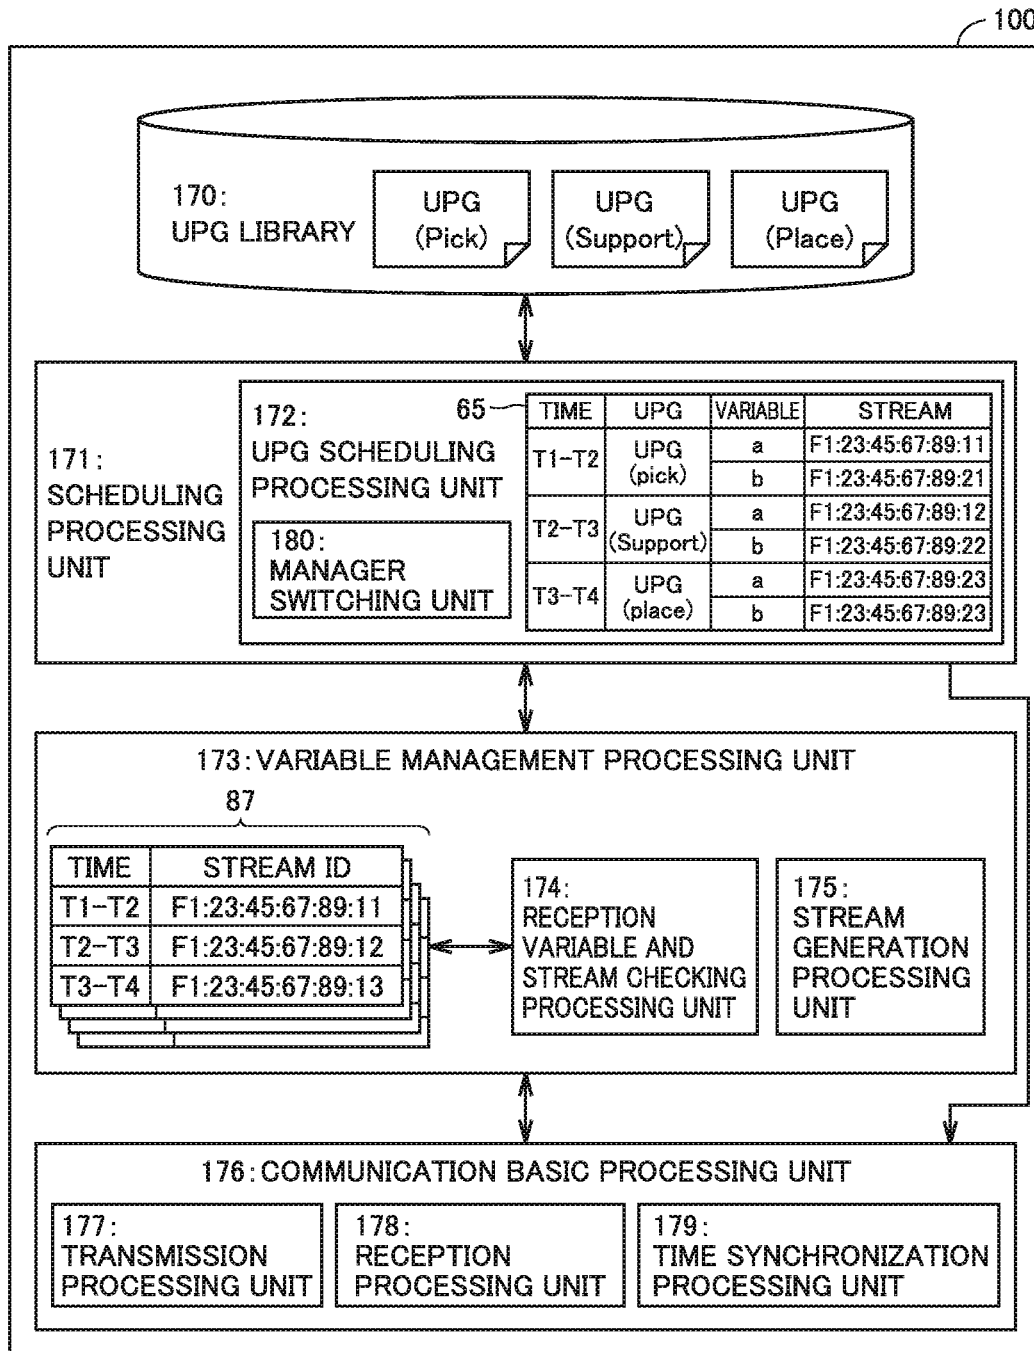 100
170:
UPG LIBRARY
UPG
(Pick)
UPG
(Support)
UPG
(Place)
171:
SCHEDULING
PROCESSING
UNIT
172:
UPG SCHEDULING
PROCESSING UNIT
180:
MANAGER
SWITCHING UNIT
65
TIME UPG VARIABLE STREAM
T1-T2 UPG (pick) a F1:23:45:67:89:11
b F1:23:45:67:89:21
T2-T3 UPG (Support) a F1:23:45:67:89:12
b F1:23:45:67:89:22
T3-T4 UPG (place) a F1:23:45:67:89:23
b F1:23:45:67:89:23
173:VARIABLE MANAGEMENT PROCESSING UNIT
87
TIME STREAM ID
T1-T2 F1:23:45:67:89:11
T2-T3 F1:23:45:67:89:12
T3-T4 F1:23:45:67:89:13
174:
RECEPTION
VARIABLE AND
STREAM CHECKING
PROCESSING UNIT
175:
STREAM
GENERATION
PROCESSING
UNIT
176:COMMUNICATION BASIC PROCESSING UNIT
177:
TRANSMISSION
PROCESSING UNIT
178:
RECEPTION
PROCESSING UNIT
179:
TIME SYNCHRONIZATION
PROCESSING UNIT